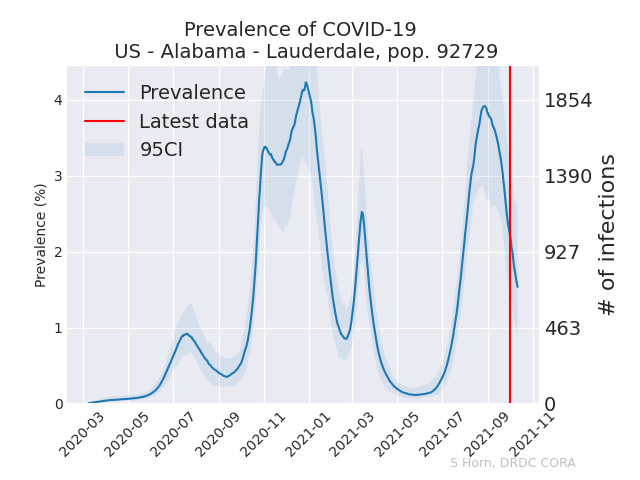 Prevalence of COVID-19
US - Alabama - Lauderdale, pop. 92729
Prevalence
Latest data
95CI
Prevalence (%)
4
3
2
1
0
1854
1390
927
463
0
# of infections
2020-03
2020-05
2020-07
2020-09
2020-11
2021-01
2021-03
2021-05
2021-07
2021-09
2021-11
S Horn, DRDC CORA